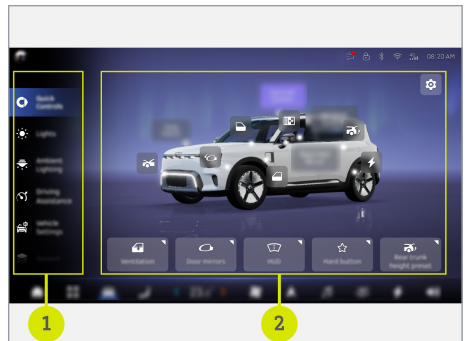 08:20 AM
Quick
Controls
Lights
Ambient
Lighting
Driving
Assistance
Vehicle
Settings
Ventilation
Door mirrors
HUD
Hard button
Rear trunk
height preset
1
2